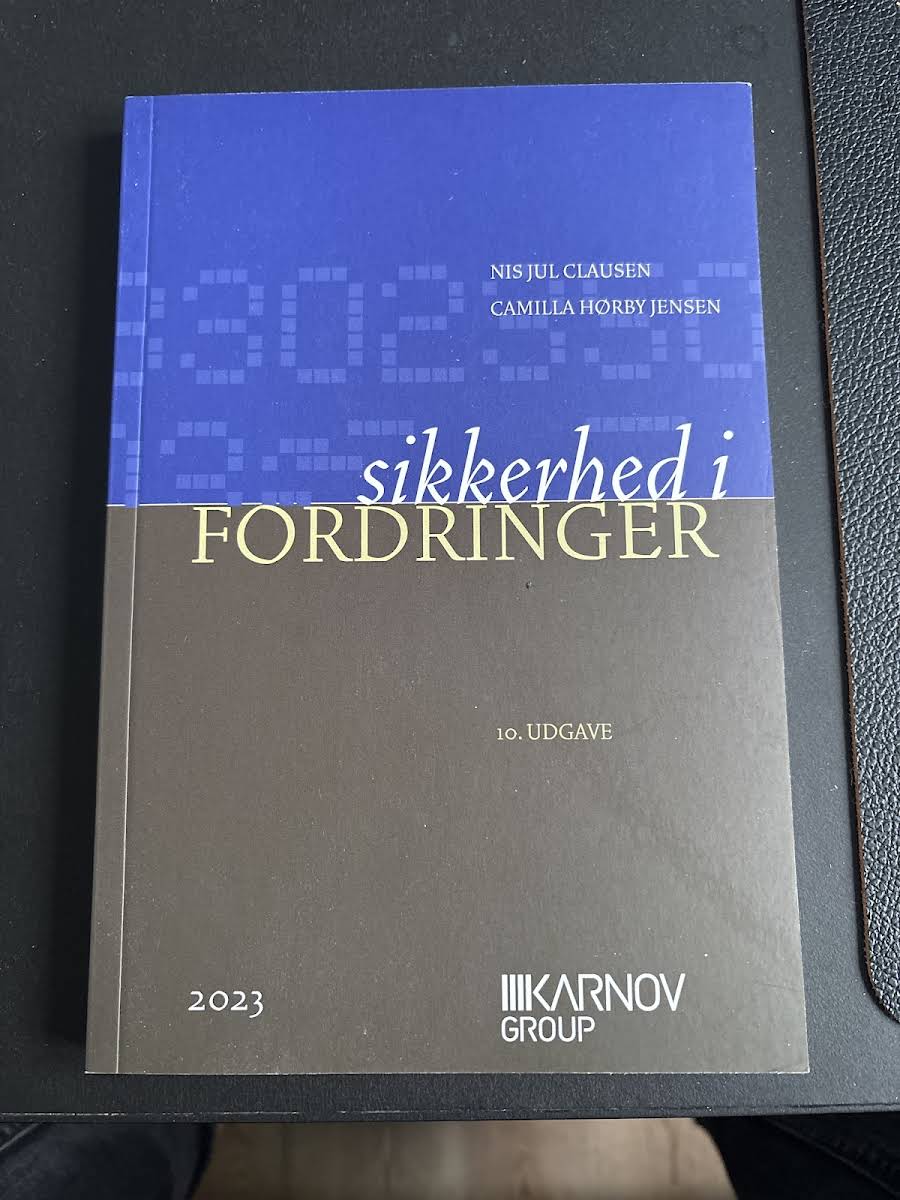 NIS JUL CLAUSEN
CAMILLA HØRBY JENSEN
sikkerhed i
FORDRINGER
10. UDGAVE
2023
KARNOV
GROUP